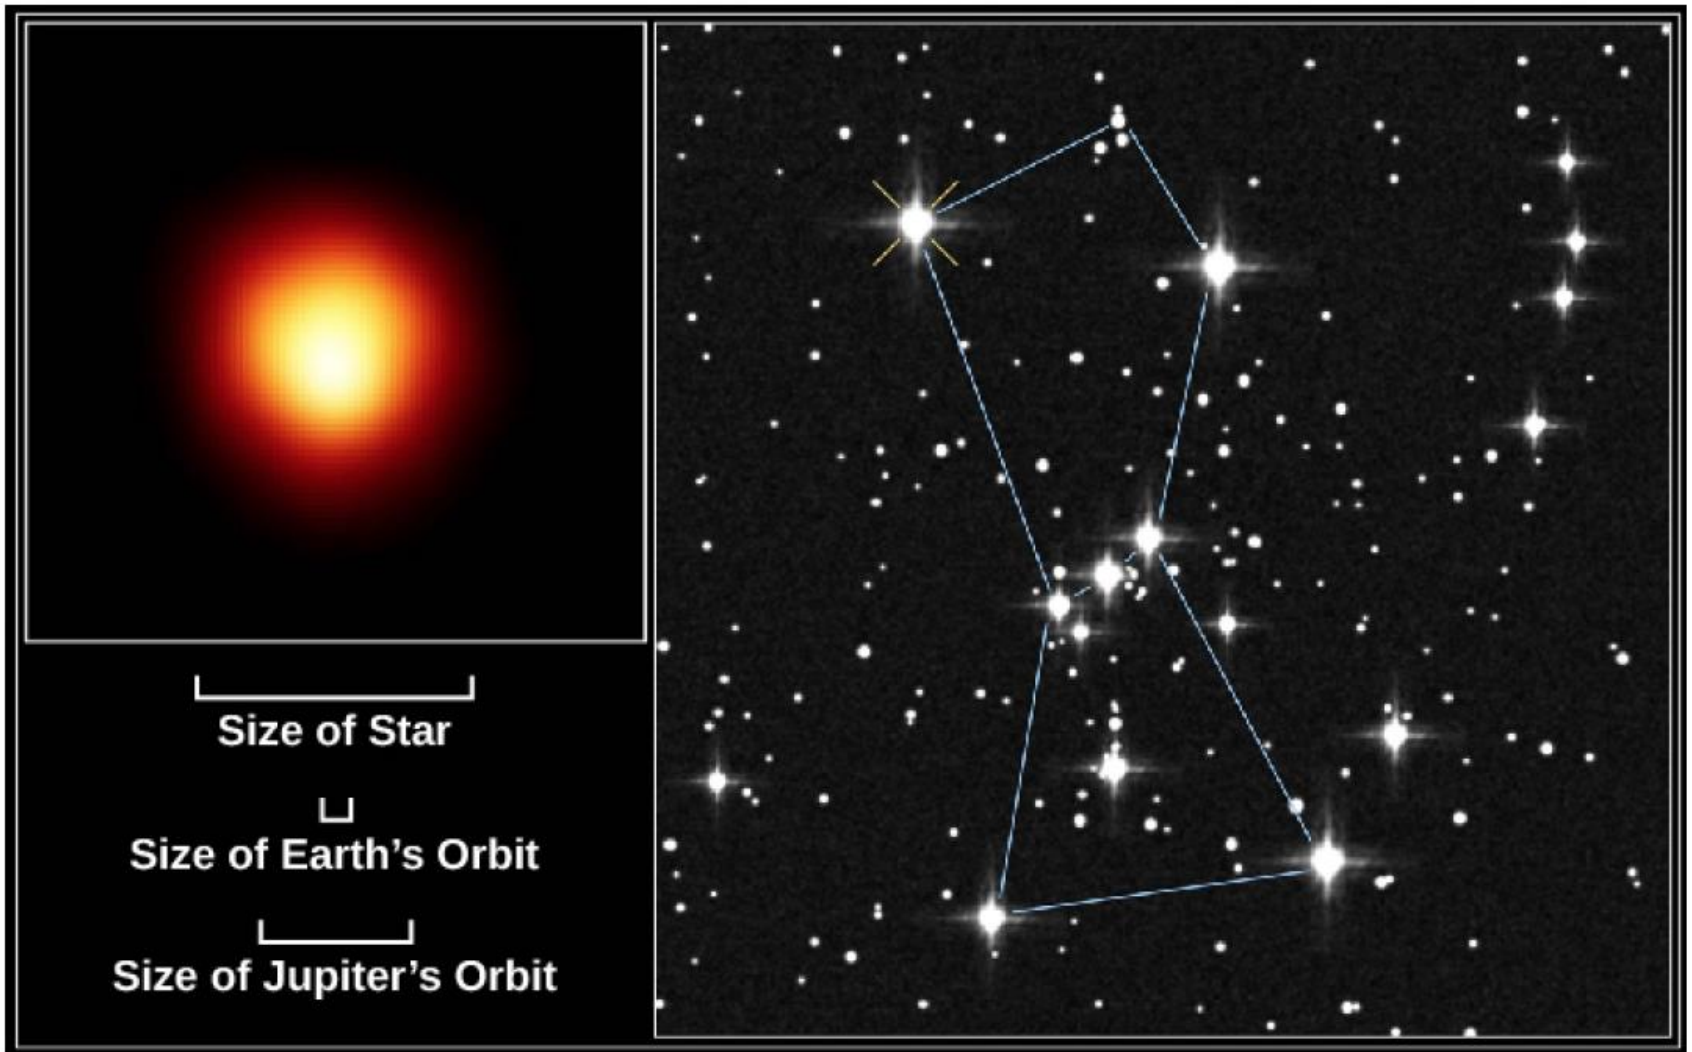 Size of Star
Size of Earth’s Orbit
Size of Jupiter’s Orbit